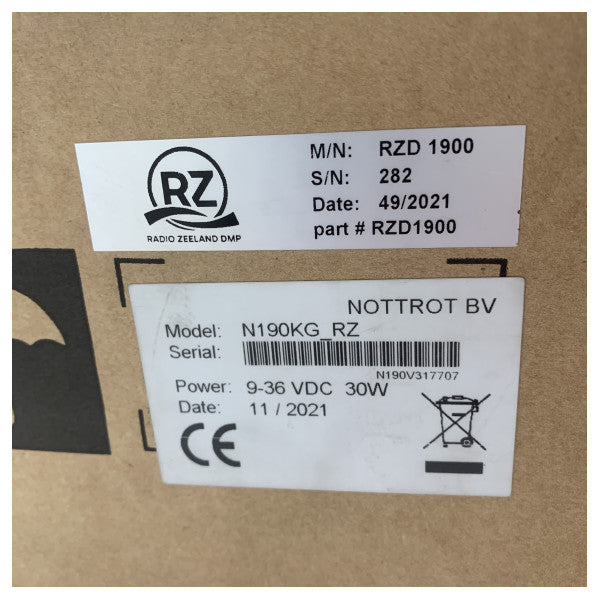 RZ
RADIO ZEELAND DMP
M/N: RZD 1900
S/N: 282
Date: 49/2021
part # RZD1900
NOTTROT BV
Model: N190KG_RZ
Serial:
N190V317707
Power: 9-36 VDC 30W
Date: 11 / 2021
CE